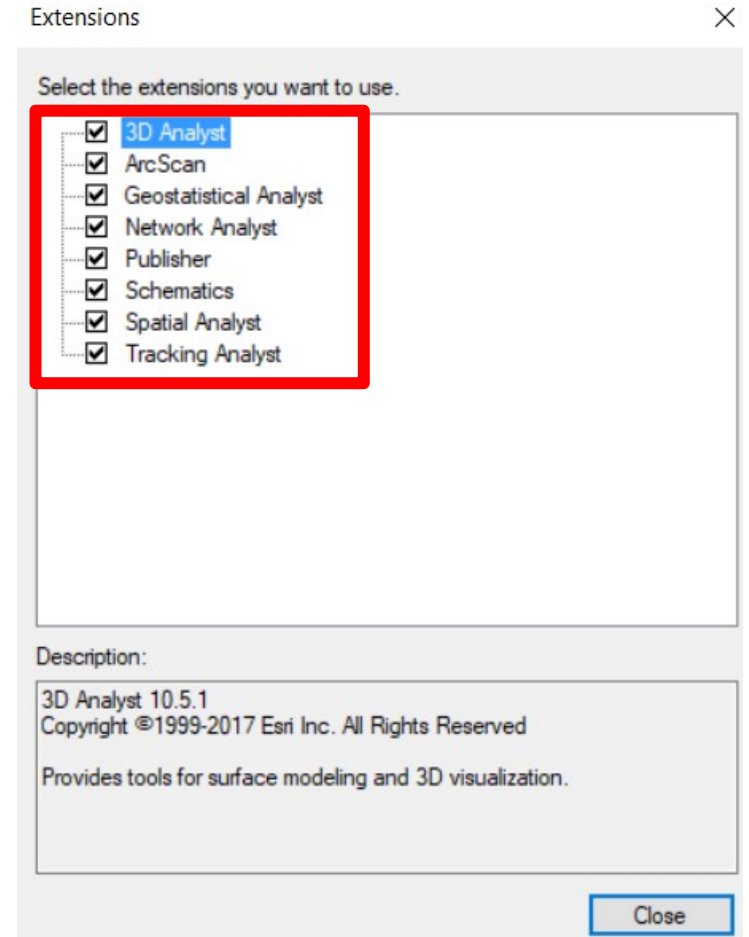 Extensions
Select the extensions you want to use.
3D Analyst
ArcScan
Geostatistical Analyst
Network Analyst
Publisher
Schematics
Spatial Analyst
Tracking Analyst
Description:
3D Analyst 10.5.1
Copyright ©1999-2017 Esri Inc. All Rights Reserved
Provides tools for surface modeling and 3D visualization.
Close